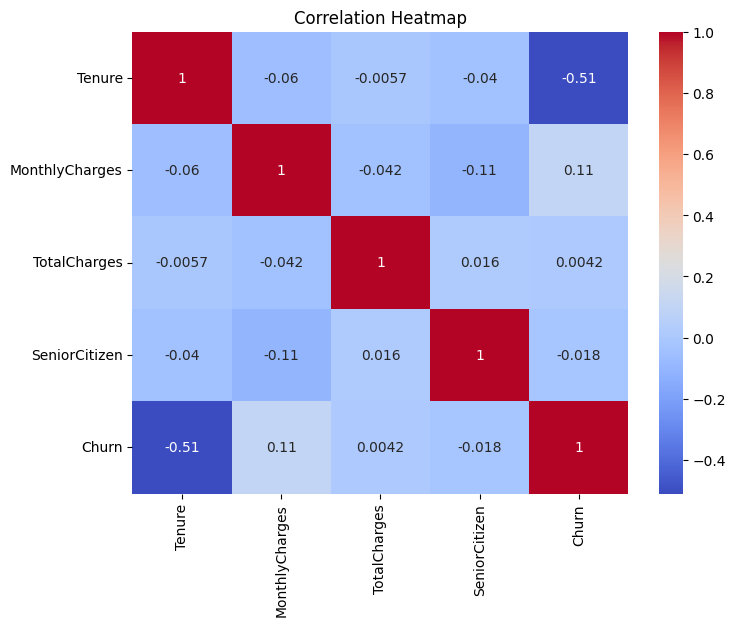 Correlation Heatmap
Tenure 1 -0.06 -0.0057 -0.04 -0.51
MonthlyCharges -0.06 1 -0.042 -0.11 0.11
TotalCharges -0.0057 -0.042 1 0.016 0.0042
SeniorCitizen -0.04 -0.11 0.016 1 -0.018
Churn -0.51 0.11 0.0042 -0.018 1
Tenure
MonthlyCharges
TotalCharges
SeniorCitizen
Churn
1.0
0.8
0.6
0.4
0.2
0.0
−0.2
−0.4